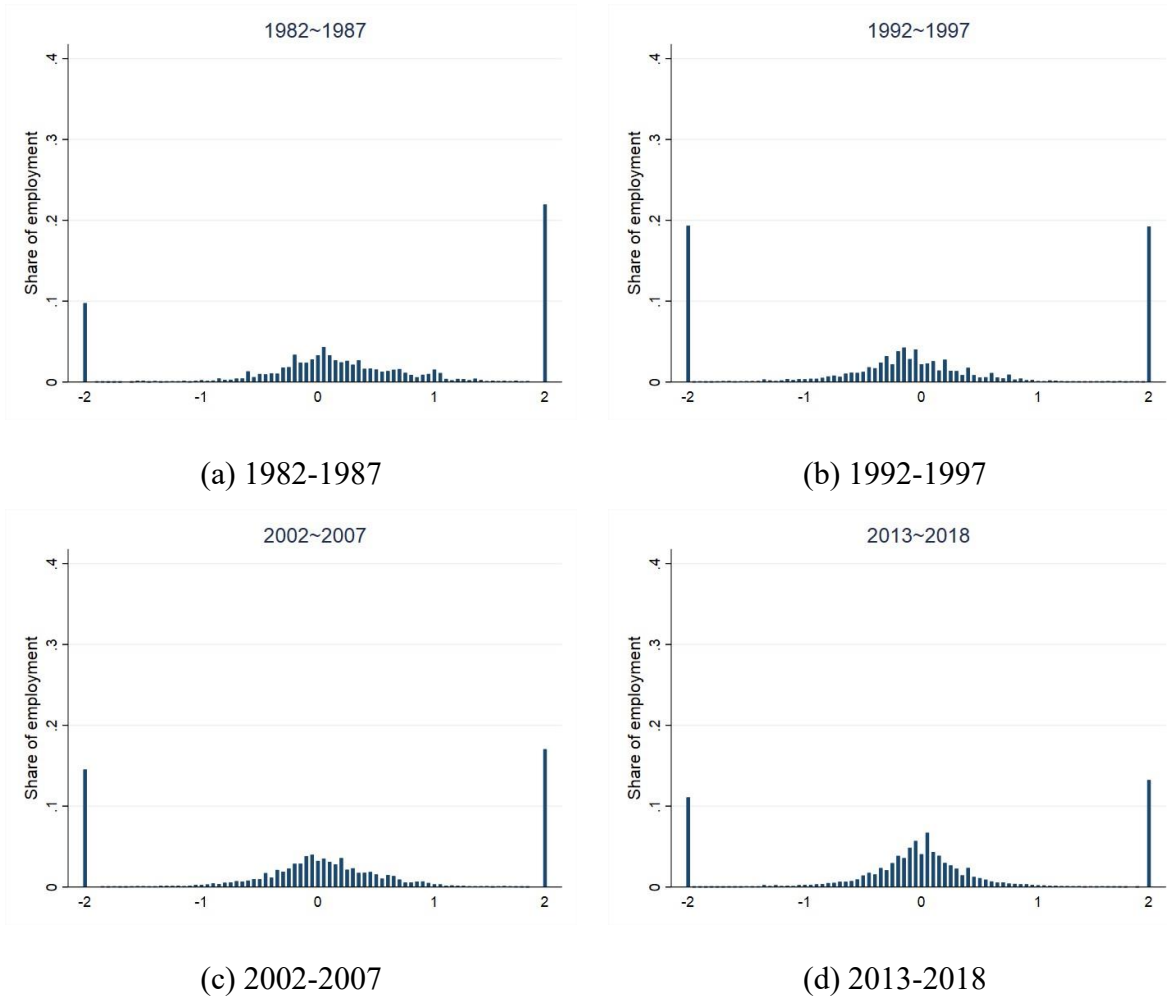 1982~1987
Share of employment
.4
.3
.2
.1
0
-2 -1 0 1 2
(a) 1982-1987
1992~1997
Share of employment
.4
.3
.2
.1
0
-2 -1 0 1 2
(b) 1992-1997
2002~2007
Share of employment
.4
.3
.2
.1
0
-2 -1 0 1 2
(c) 2002-2007
2013~2018
Share of employment
.4
.3
.2
.1
0
-2 -1 0 1 2
(d) 2013-2018